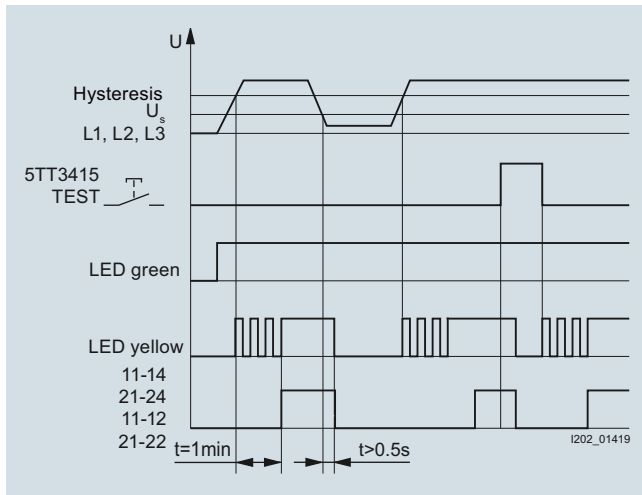 U
Hysteresis
Us
L1, L2, L3
5TT3415
TEST
LED green
LED yellow
11-14
21-24
11-12
21-22
t=1min
t>0.5s
I202_01419